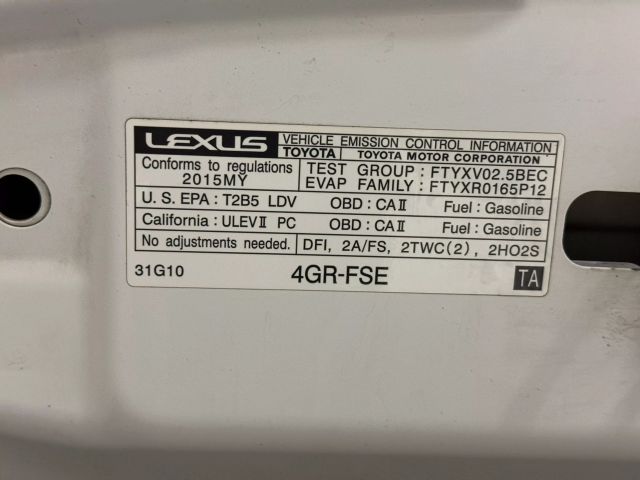 LEXUS VEHICLE EMISSION CONTROL INFORMATION
TOYOTA TOYOTA MOTOR CORPORATION
Conforms to regulations
2015MY
TEST GROUP : FTYXV02.5BEC
EVAP FAMILY : FTYXR0165P12
U. S. EPA : T2B5 LDV OBD : CA II Fuel : Gasoline
California : ULEV II PC OBD : CA II Fuel : Gasoline
No adjustments needed. DFI, 2A/FS, 2TWC(2), 2HO2S
31G10 4GR-FSE TA